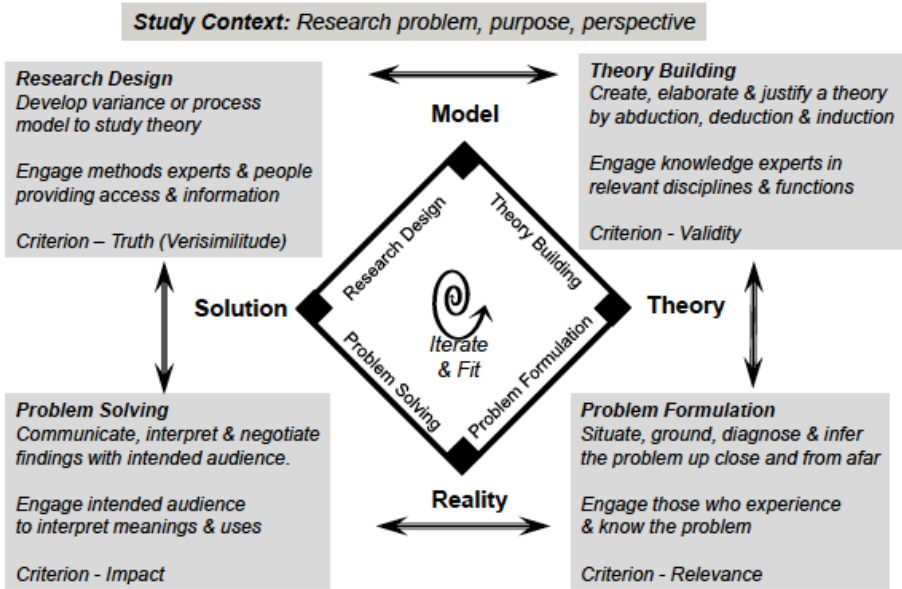 Study Context: Research problem, purpose, perspective
Research Design
Develop variance or process
model to study theory
Engage methods experts & people
providing access & information
Criterion – Truth (Verisimilitude)
Theory Building
Create, elaborate & justify a theory
by abduction, deduction & induction
Engage knowledge experts in
relevant disciplines & functions
Criterion - Validity
Model
Research Design
Theory Building
Solution
Iterate
& Fit
Theory
Problem Solving
Problem Formulation
Reality
Problem Solving
Communicate, interpret & negotiate
findings with intended audience.
Engage intended audience
to interpret meanings & uses
Criterion - Impact
Problem Formulation
Situate, ground, diagnose & infer
the problem up close and from afar
Engage those who experience
& know the problem
Criterion - Relevance